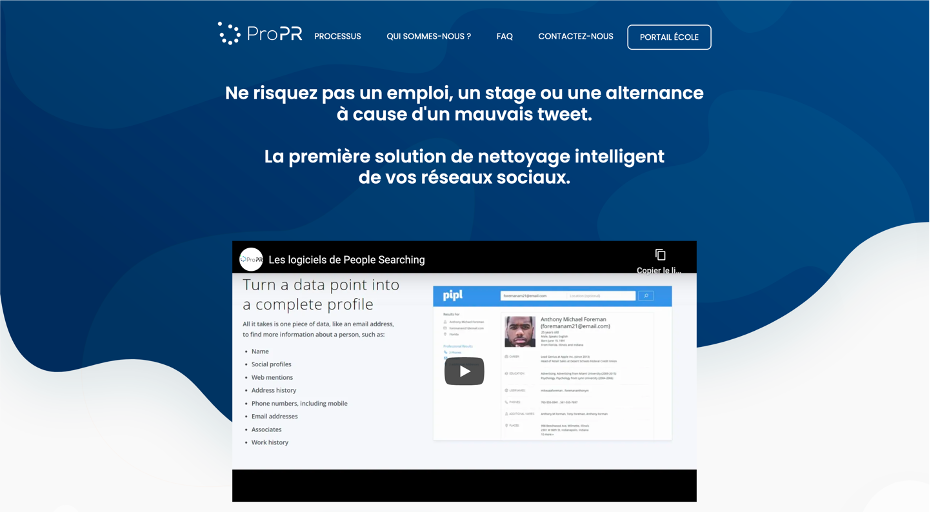 ProPR
PROCESSUS
QUI SOMMES-NOUS ?
FAQ
CONTACTEZ-NOUS
PORTAIL ÉCOLE
Ne risquez pas un emploi, un stage ou une alternance
à cause d'un mauvais tweet.
La première solution de nettoyage intelligent
de vos réseaux sociaux.
ProPR
Les logiciels de People Searching
Copier le li...
Turn a data point into
a complete profile
All it takes is one piece of data, like an email address,
to find more information about a person, such as:
• Name
• Social profiles
• Web mentions
• Address history
• Phone numbers, including mobile
• Email addresses
• Associates
• Work history
pipl
foremanam21@email.com
Anthony Michael Foreman
(foremanam21@email.com)